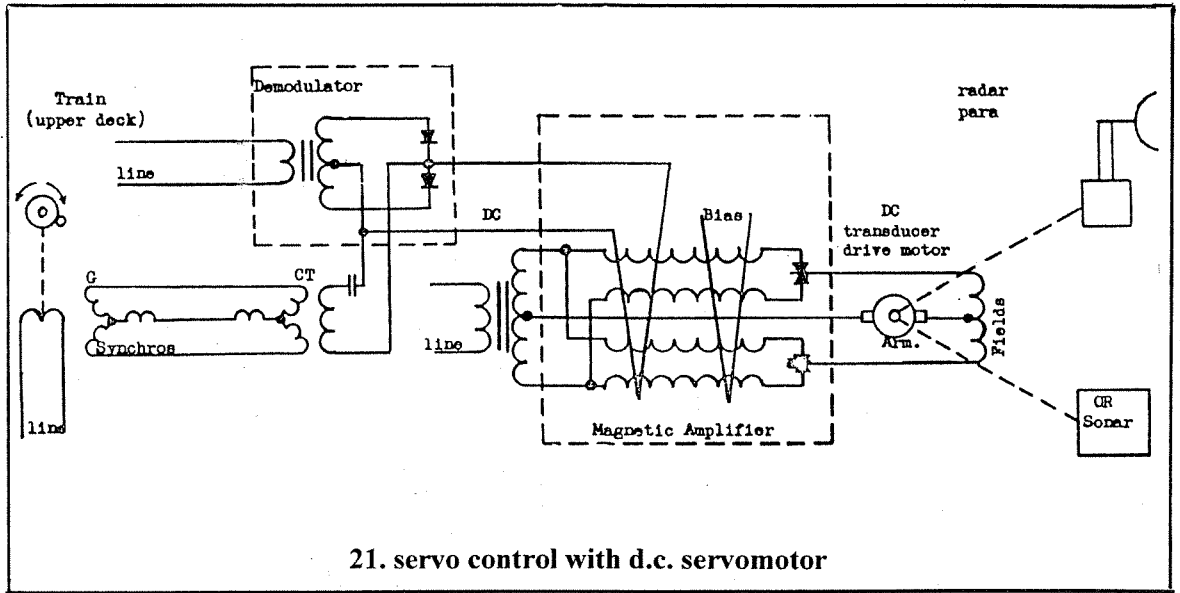 Demodulator
Train
(upper deck)
line
radar
para
DC
Bias
DC
transducer
drive motor
G
CT
Synchros
line
line
Arm.
Fields
Magnetic Amplifier
OR
Sonar
21. servo control with d.c. servomotor